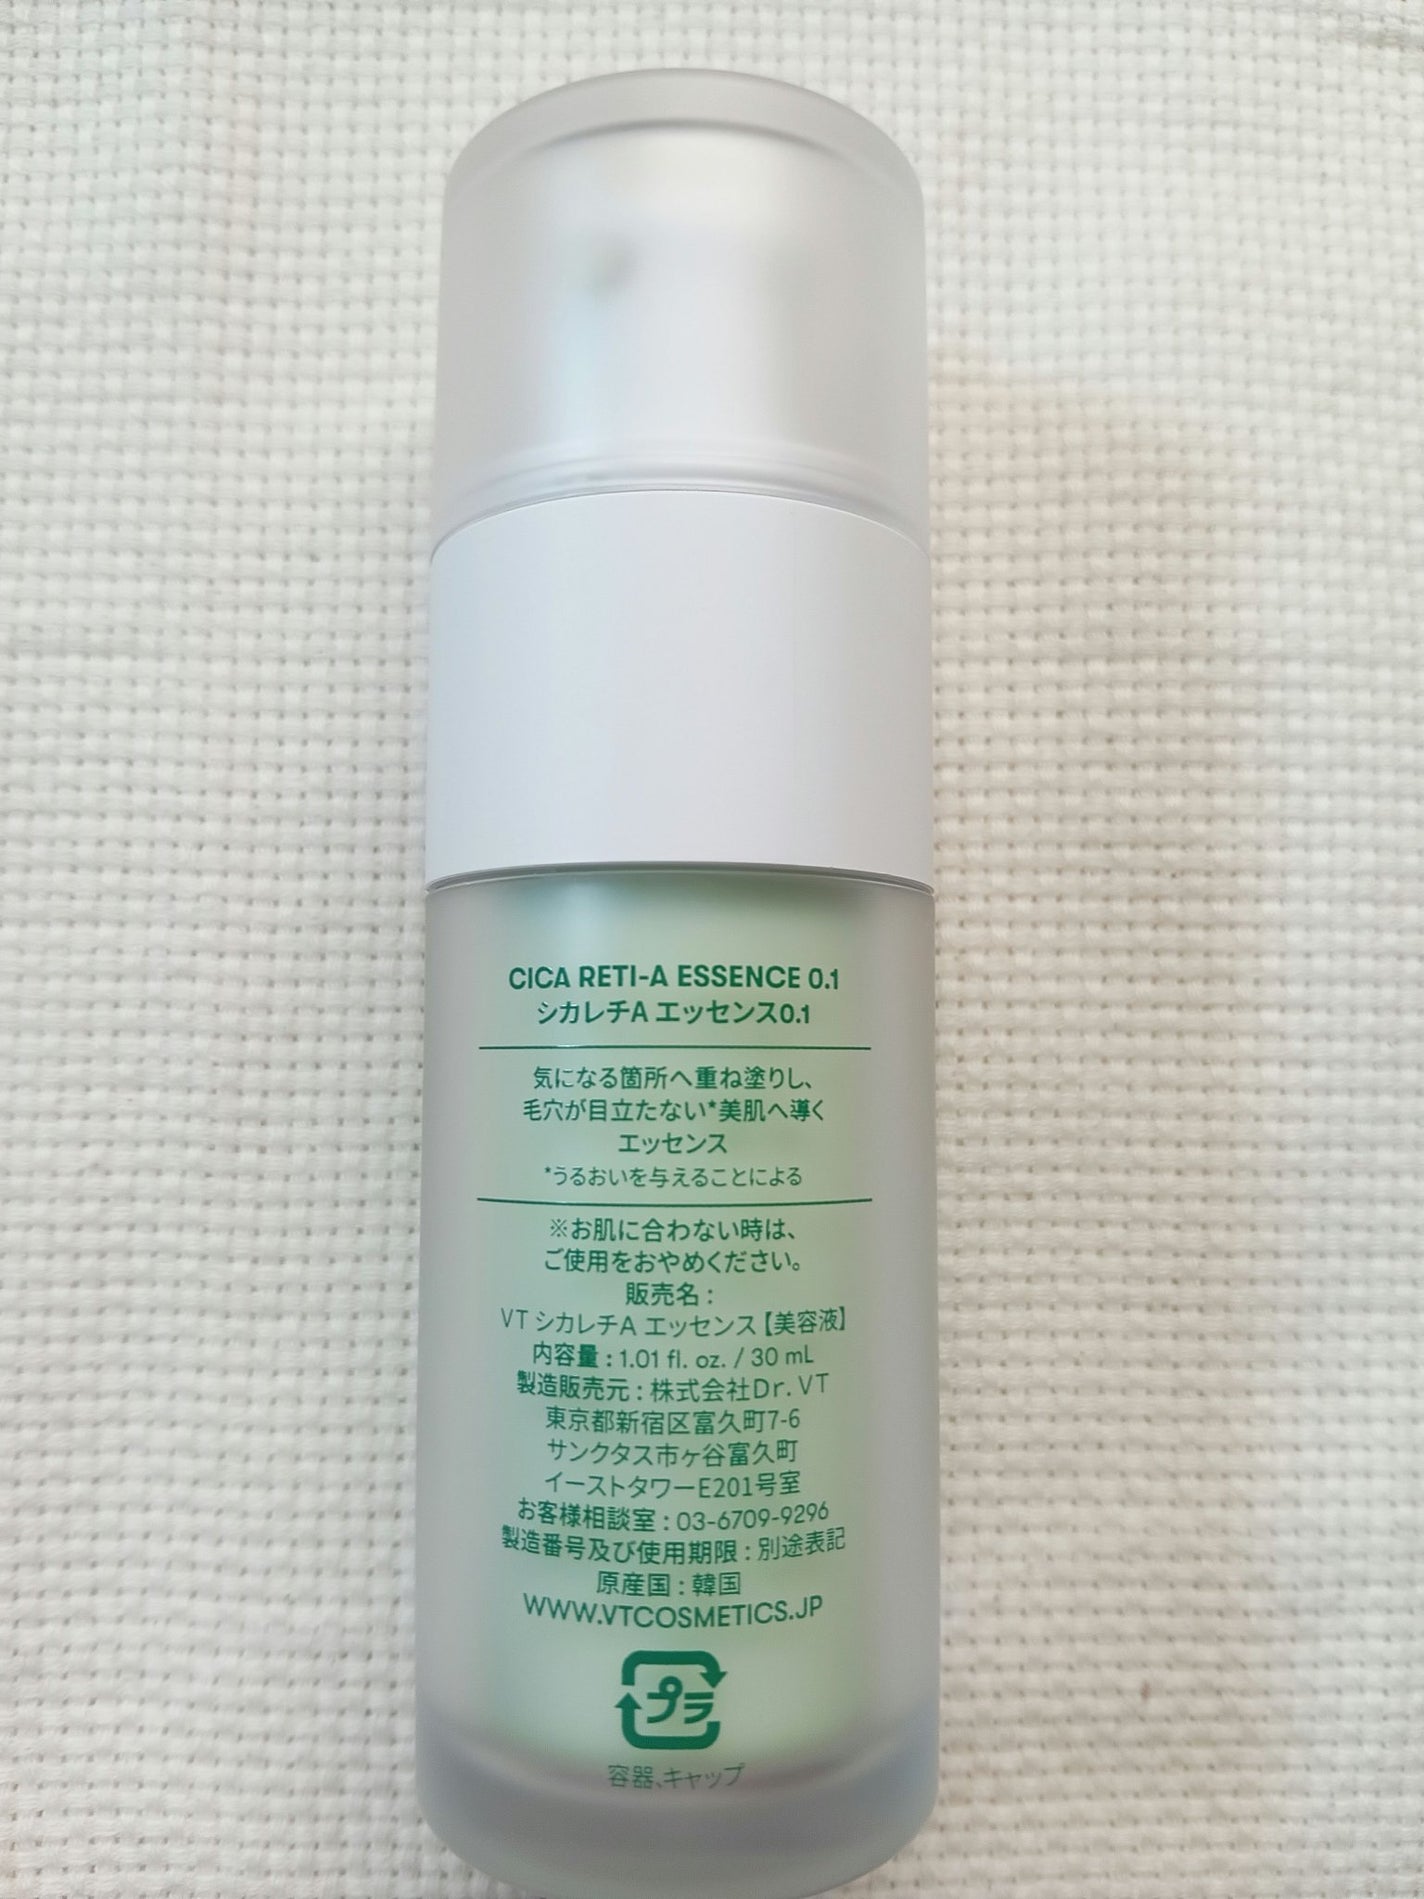 CICA RETI-A ESSENCE 0.1
シカレチA エッセンス0.1
気になる箇所へ重ね塗りし、
毛穴が目立たない*美肌へ導く
エッセンス
*うるおいを与えることによる
※お肌に合わない時は、
ご使用をおやめください。
販売名：
VT シカレチA エッセンス【美容液】
内容量：1.01 fl. oz. / 30 mL
製造販売元：株式会社Dr. VT
東京都新宿区富久町7-6
サンクタス市ヶ谷富久町
イーストタワーE201号室
お客様相談室：03-6709-9296
製造番号及び使用期限：別途表記
原産国：韓国
WWW.VTCOSMETICS.JP
プラ
容器、キャップ